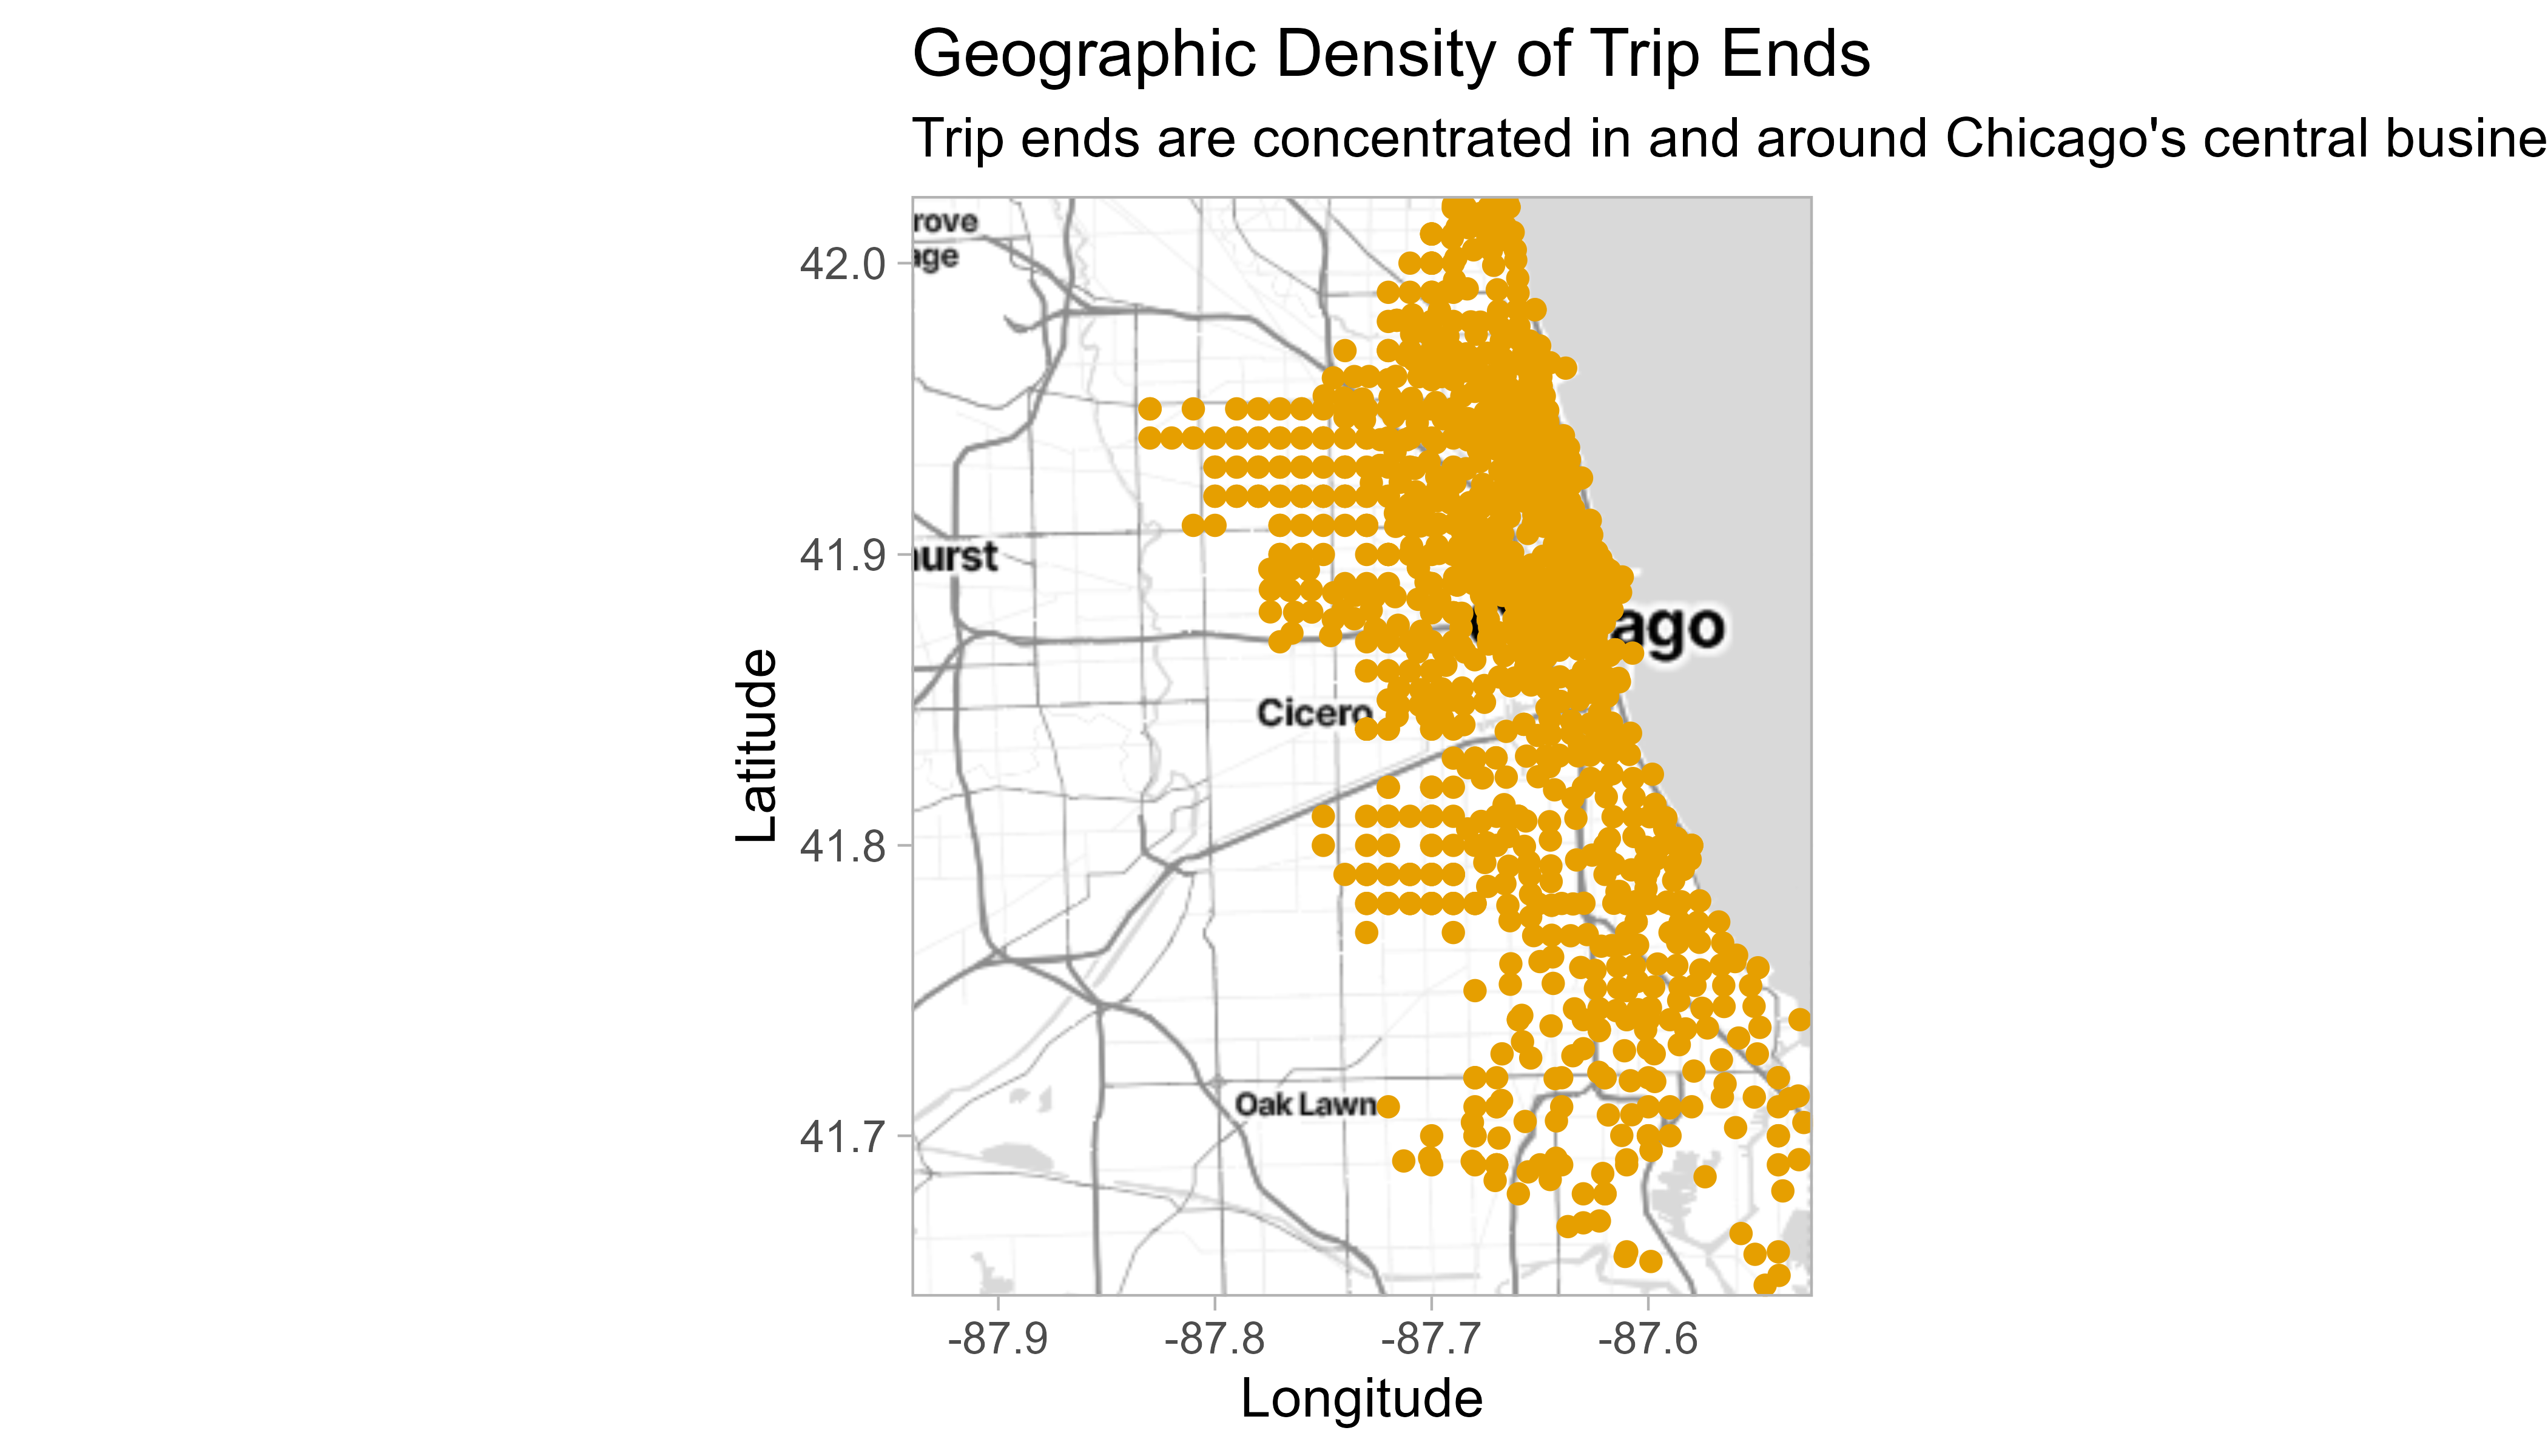 Geographic Density of Trip Ends
Trip ends are concentrated in and around Chicago's central busine
rove
age
42.0
41.9
urst
ago
Latitude
Cicero
41.8
Oak Lawn
41.7
-87.9 -87.8 -87.7 -87.6
Longitude